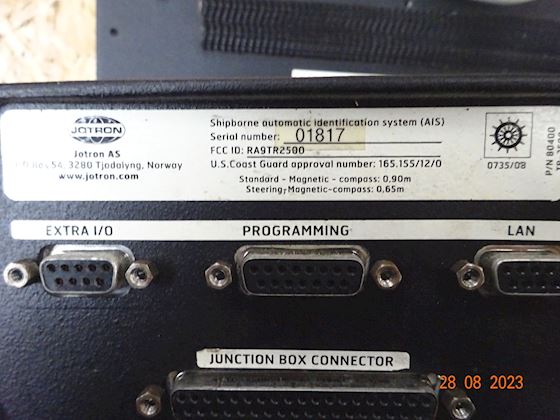 JOTRON
Jotron AS
P.O Box 54, 3280 Tjodalyng, Norway
www.jotron.com
Shipborne automatic identification system (AIS)
Serial number: 01817
FCC ID: RA9TR2500
U.S.Coast Guard approval number: 165.155/12/0
Standard - Magnetic - compass: 0,90m
Steering-Magnetic-compass: 0,65m
0735/08
P/N 80400
EXTRA I/O
PROGRAMMING
LAN
JUNCTION BOX CONNECTOR
28 08 2023